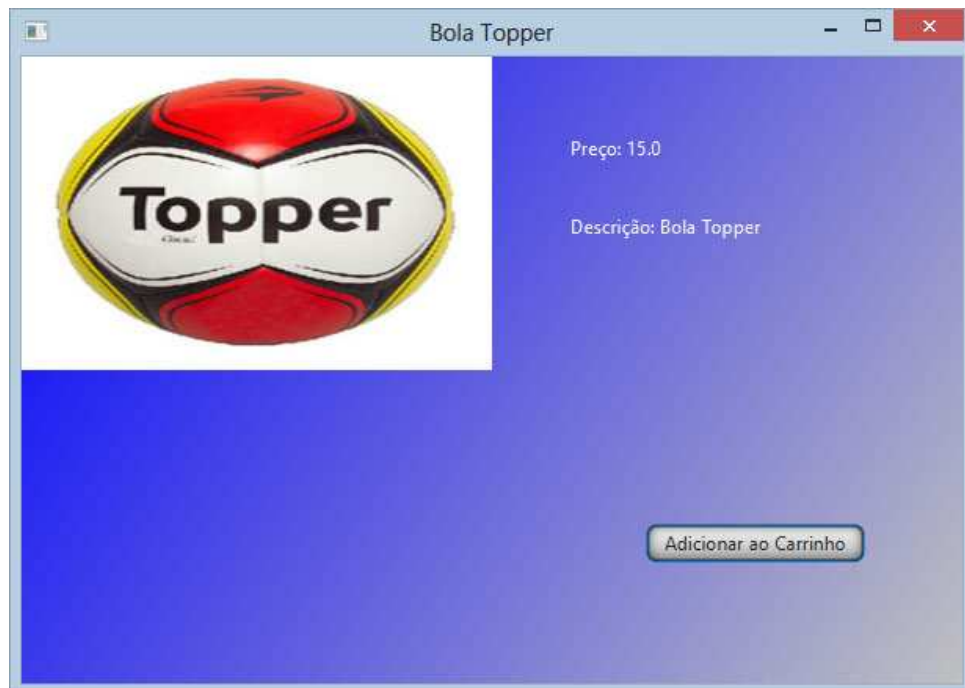 Bola Topper
Topper
Preço: 15.0
Descrição: Bola Topper
Adicionar ao Carrinho